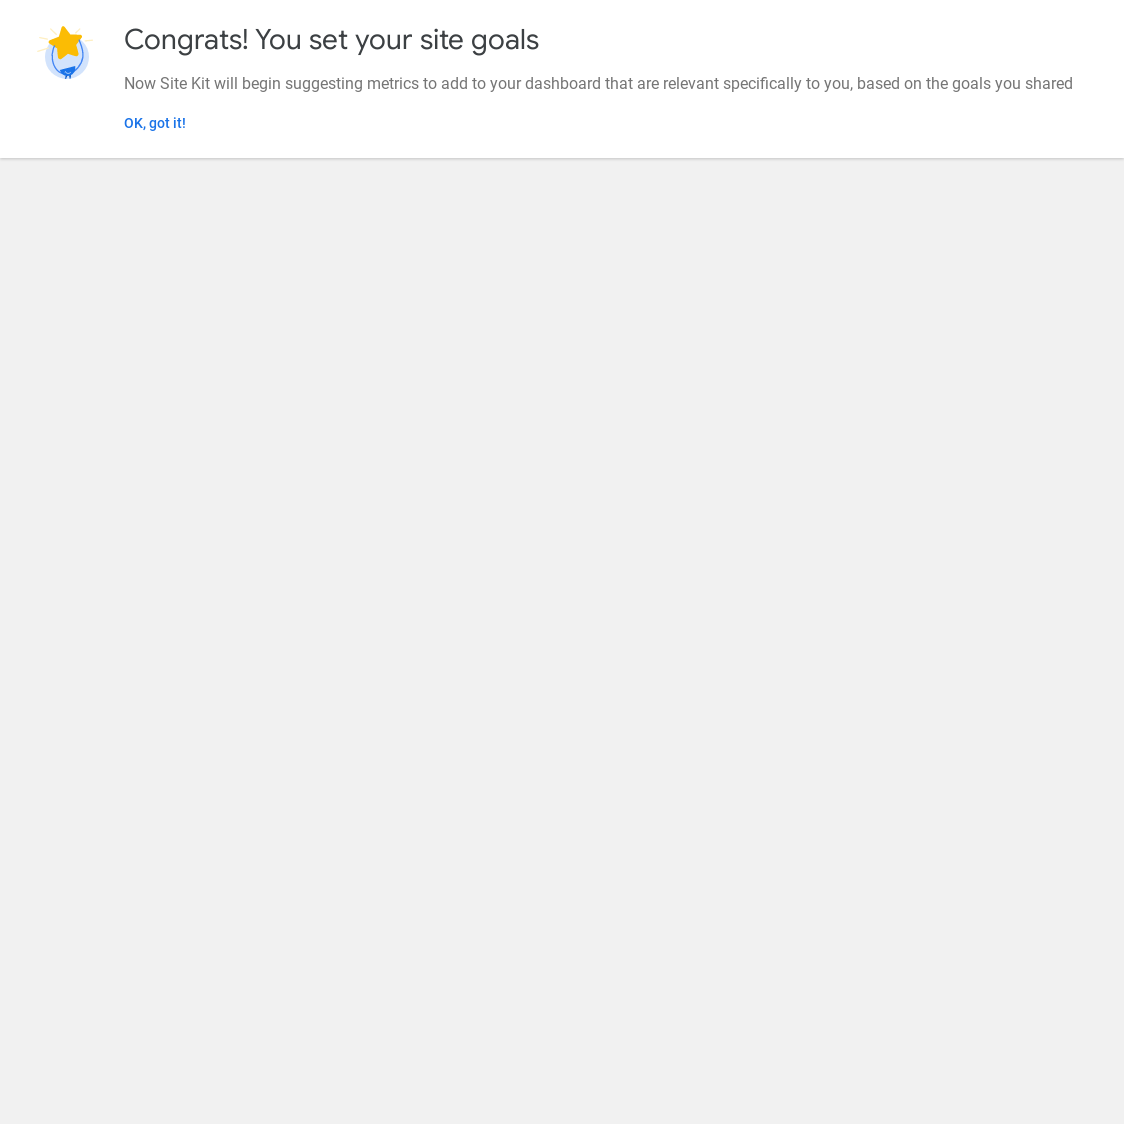 Congrats! You set your site goals
Now Site Kit will begin suggesting metrics to add to your dashboard that are relevant specifically to you, based on the goals you shared
OK, got it!